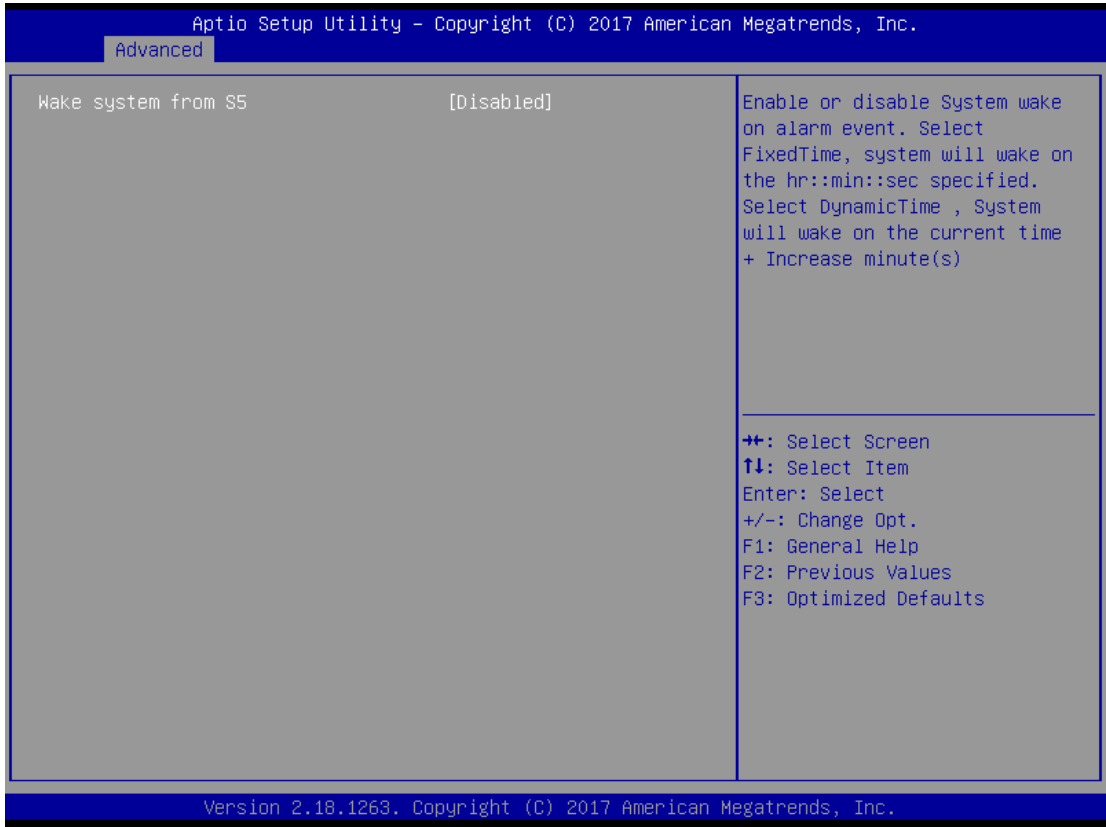 Aptio Setup Utility – Copyright (C) 2017 American Megatrends, Inc.
Advanced
Wake system from S5 [Disabled]
Enable or disable System wake
on alarm event. Select
FixedTime, system will wake on
the hr::min::sec specified.
Select DynamicTime , System
will wake on the current time
+ Increase minute(s)
→←: Select Screen
↑↓: Select Item
Enter: Select
+/-: Change Opt.
F1: General Help
F2: Previous Values
F3: Optimized Defaults
Version 2.18.1263. Copyright (C) 2017 American Megatrends, Inc.